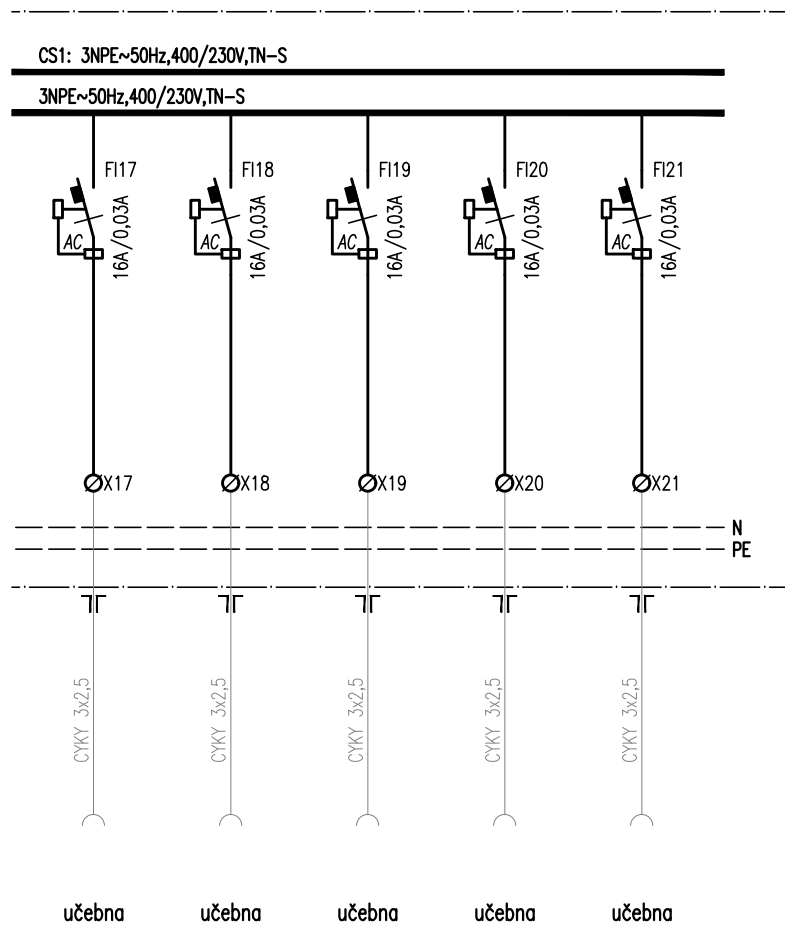 CS1: 3NPE~50Hz,400/230V,TN-S
3NPE~50Hz,400/230V,TN-S
FI17
FI18
FI19
FI20
FI21
16A/0,03A
16A/0,03A
16A/0,03A
16A/0,03A
16A/0,03A
AC
AC
AC
AC
AC
X17
X18
X19
X20
X21
N
PE
CYKY 3x2,5
CYKY 3x2,5
CYKY 3x2,5
CYKY 3x2,5
CYKY 3x2,5
učebna
učebna
učebna
učebna
učebna